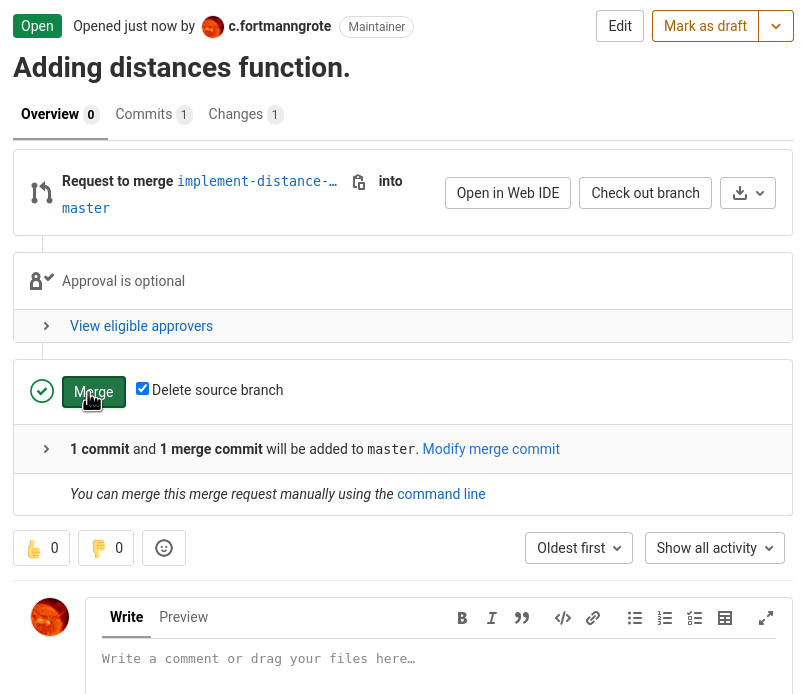 Open Opened just now by c.fortmanngrote Maintainer Edit Mark as draft
Adding distances function.
Overview 0 Commits 1 Changes 1
Request to merge implement-distance-… into
master
Open in Web IDE Check out branch
Approval is optional
View eligible approvers
Merge Delete source branch
1 commit and 1 merge commit will be added to master. Modify merge commit
You can merge this merge request manually using the command line
👍 0 👎 0 Oldest first Show all activity
Write Preview B I
Write a comment or drag your files here…